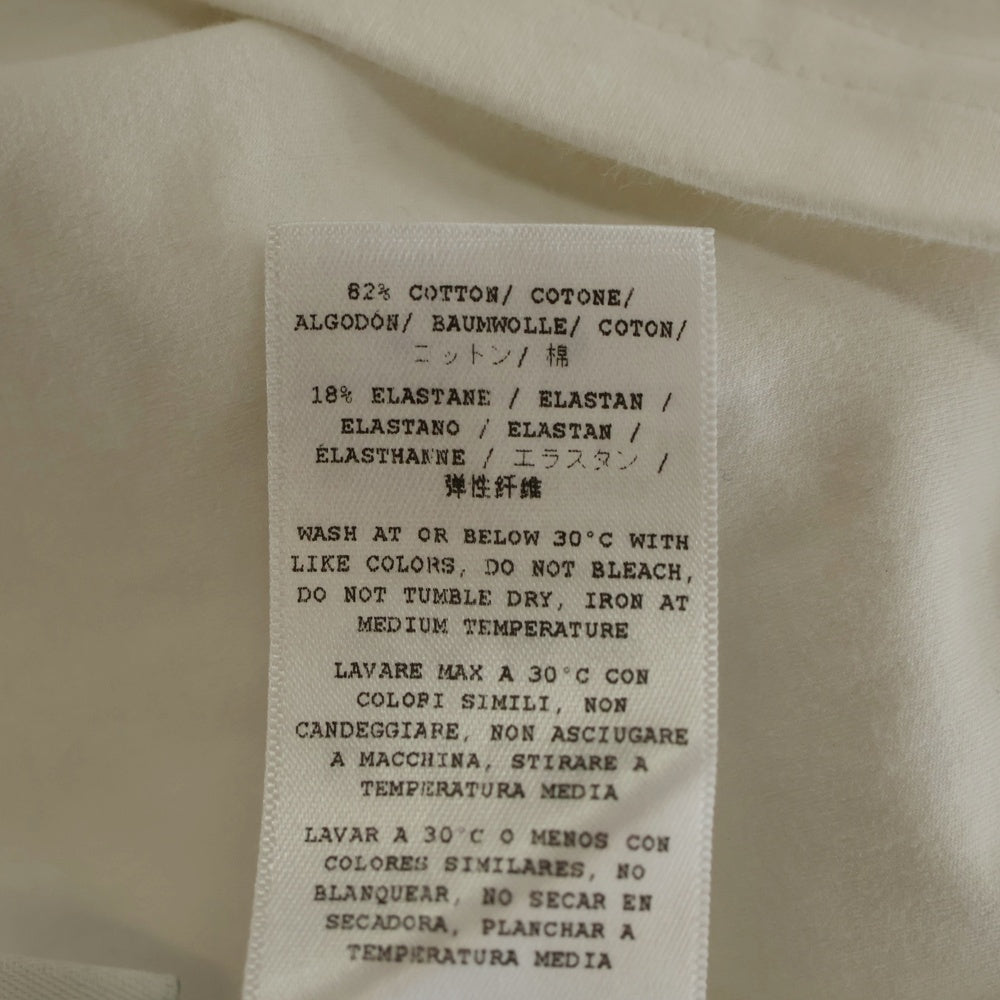 82% COTTON/ COTONE/
ALGODÓN/ BAUMWOLLE/ COTON/
コットン/ 棉
18% ELASTANE / ELASTAN /
ELASTANO / ELASTAN /
ÉLASTHANNE / エラスタン /
弹性纤维
WASH AT OR BELOW 30°C WITH
LIKE COLORS, DO NOT BLEACH,
DO NOT TUMBLE DRY, IRON AT
MEDIUM TEMPERATURE
LAVARE MAX A 30°C CON
COLORI SIMILI, NON
CANDEGGIARE, NON ASCIUGARE
A MACCHINA, STIRARE A
TEMPERATURA MEDIA
LAVAR A 30°C O MENOS CON
COLORES SIMILARES, NO
BLANQUEAR, NO SECAR EN
SECADORA, PLANCHAR A
TEMPERATURA MEDIA